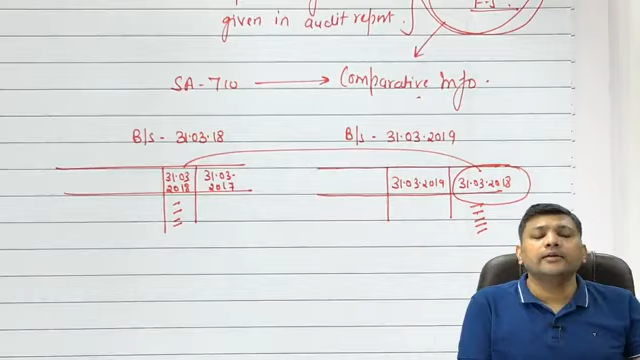 given in audit report.
F.S.
SA-710 → Comparative Info.
B/s - 31.03.18
B/s - 31.03.2019
31.03 2018
31.03. 2017
31.03.2019
31.03.2018